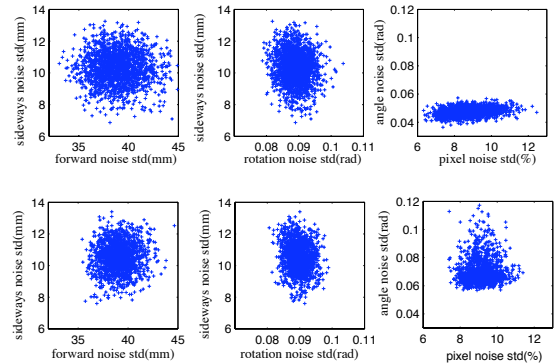 14
12
10
8
6
35 40 45
sideways noise std(mm)
forward noise std(mm)
14
12
10
8
6
0.08 0.09 0.1 0.11
sideways noise std(mm)
rotation noise std(rad)
0.12
0.1
0.08
0.06
0.04
6 8 10 12
angle noise std(rad)
pixel noise std(%)
14
12
10
8
6
35 40 45
sideways noise std(mm)
forward noise std(mm)
14
12
10
8
6
0.08 0.09 0.1 0.11
sideways noise std(mm)
rotation noise std(rad)
0.12
0.1
0.08
0.06
0.04
6 8 10 12
angle noise std(rad)
pixel noise std(%)